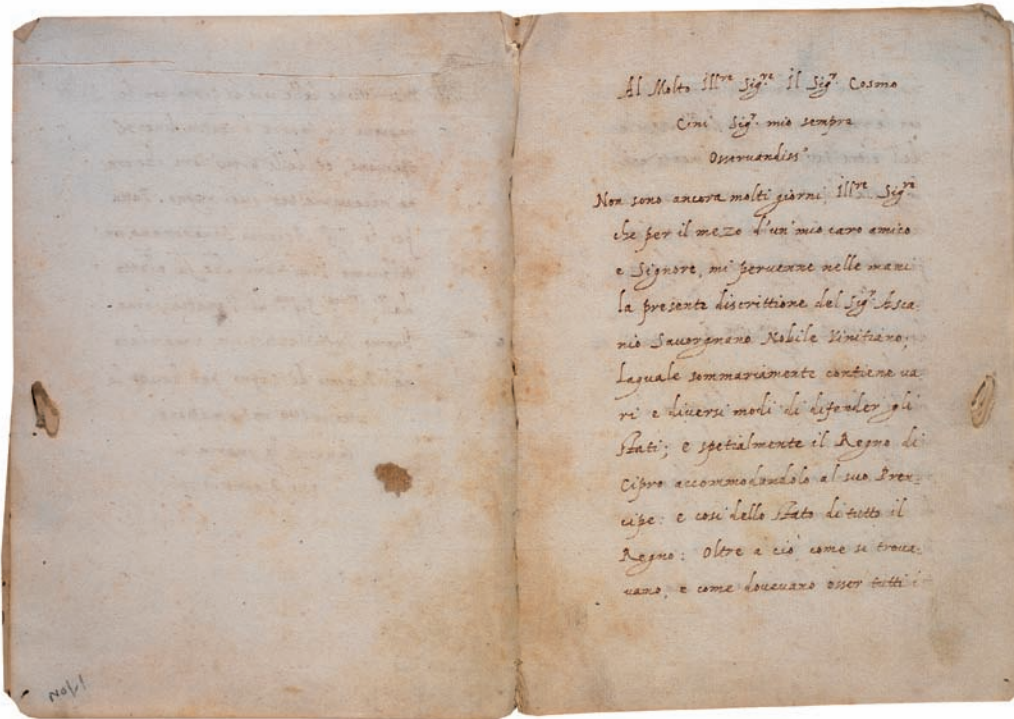 Al Molto Ill.re Sig.re Il Sig.r Cosmo
Cini Sig.r mio sempre
Osservandiss.o
Non sono ancora molti giorni Ill.re Sig.re
che per il mezo d'un mio caro amico
e Signore, mi pervenne nelle mani
la presente discrittione del Sig.r Asca-
nio Savorgnano Nobile Vinitiano;
laquale sommariamente contiene va
ri e diversi modi di difender gli
stati; e spetialmente il Regno di
Cipro accommodandolo al suo Pren-
cipe: e così dello stato di tutto il
Regno: Oltre a ciò come si trova-
vano, e come dovevano esser tutti i